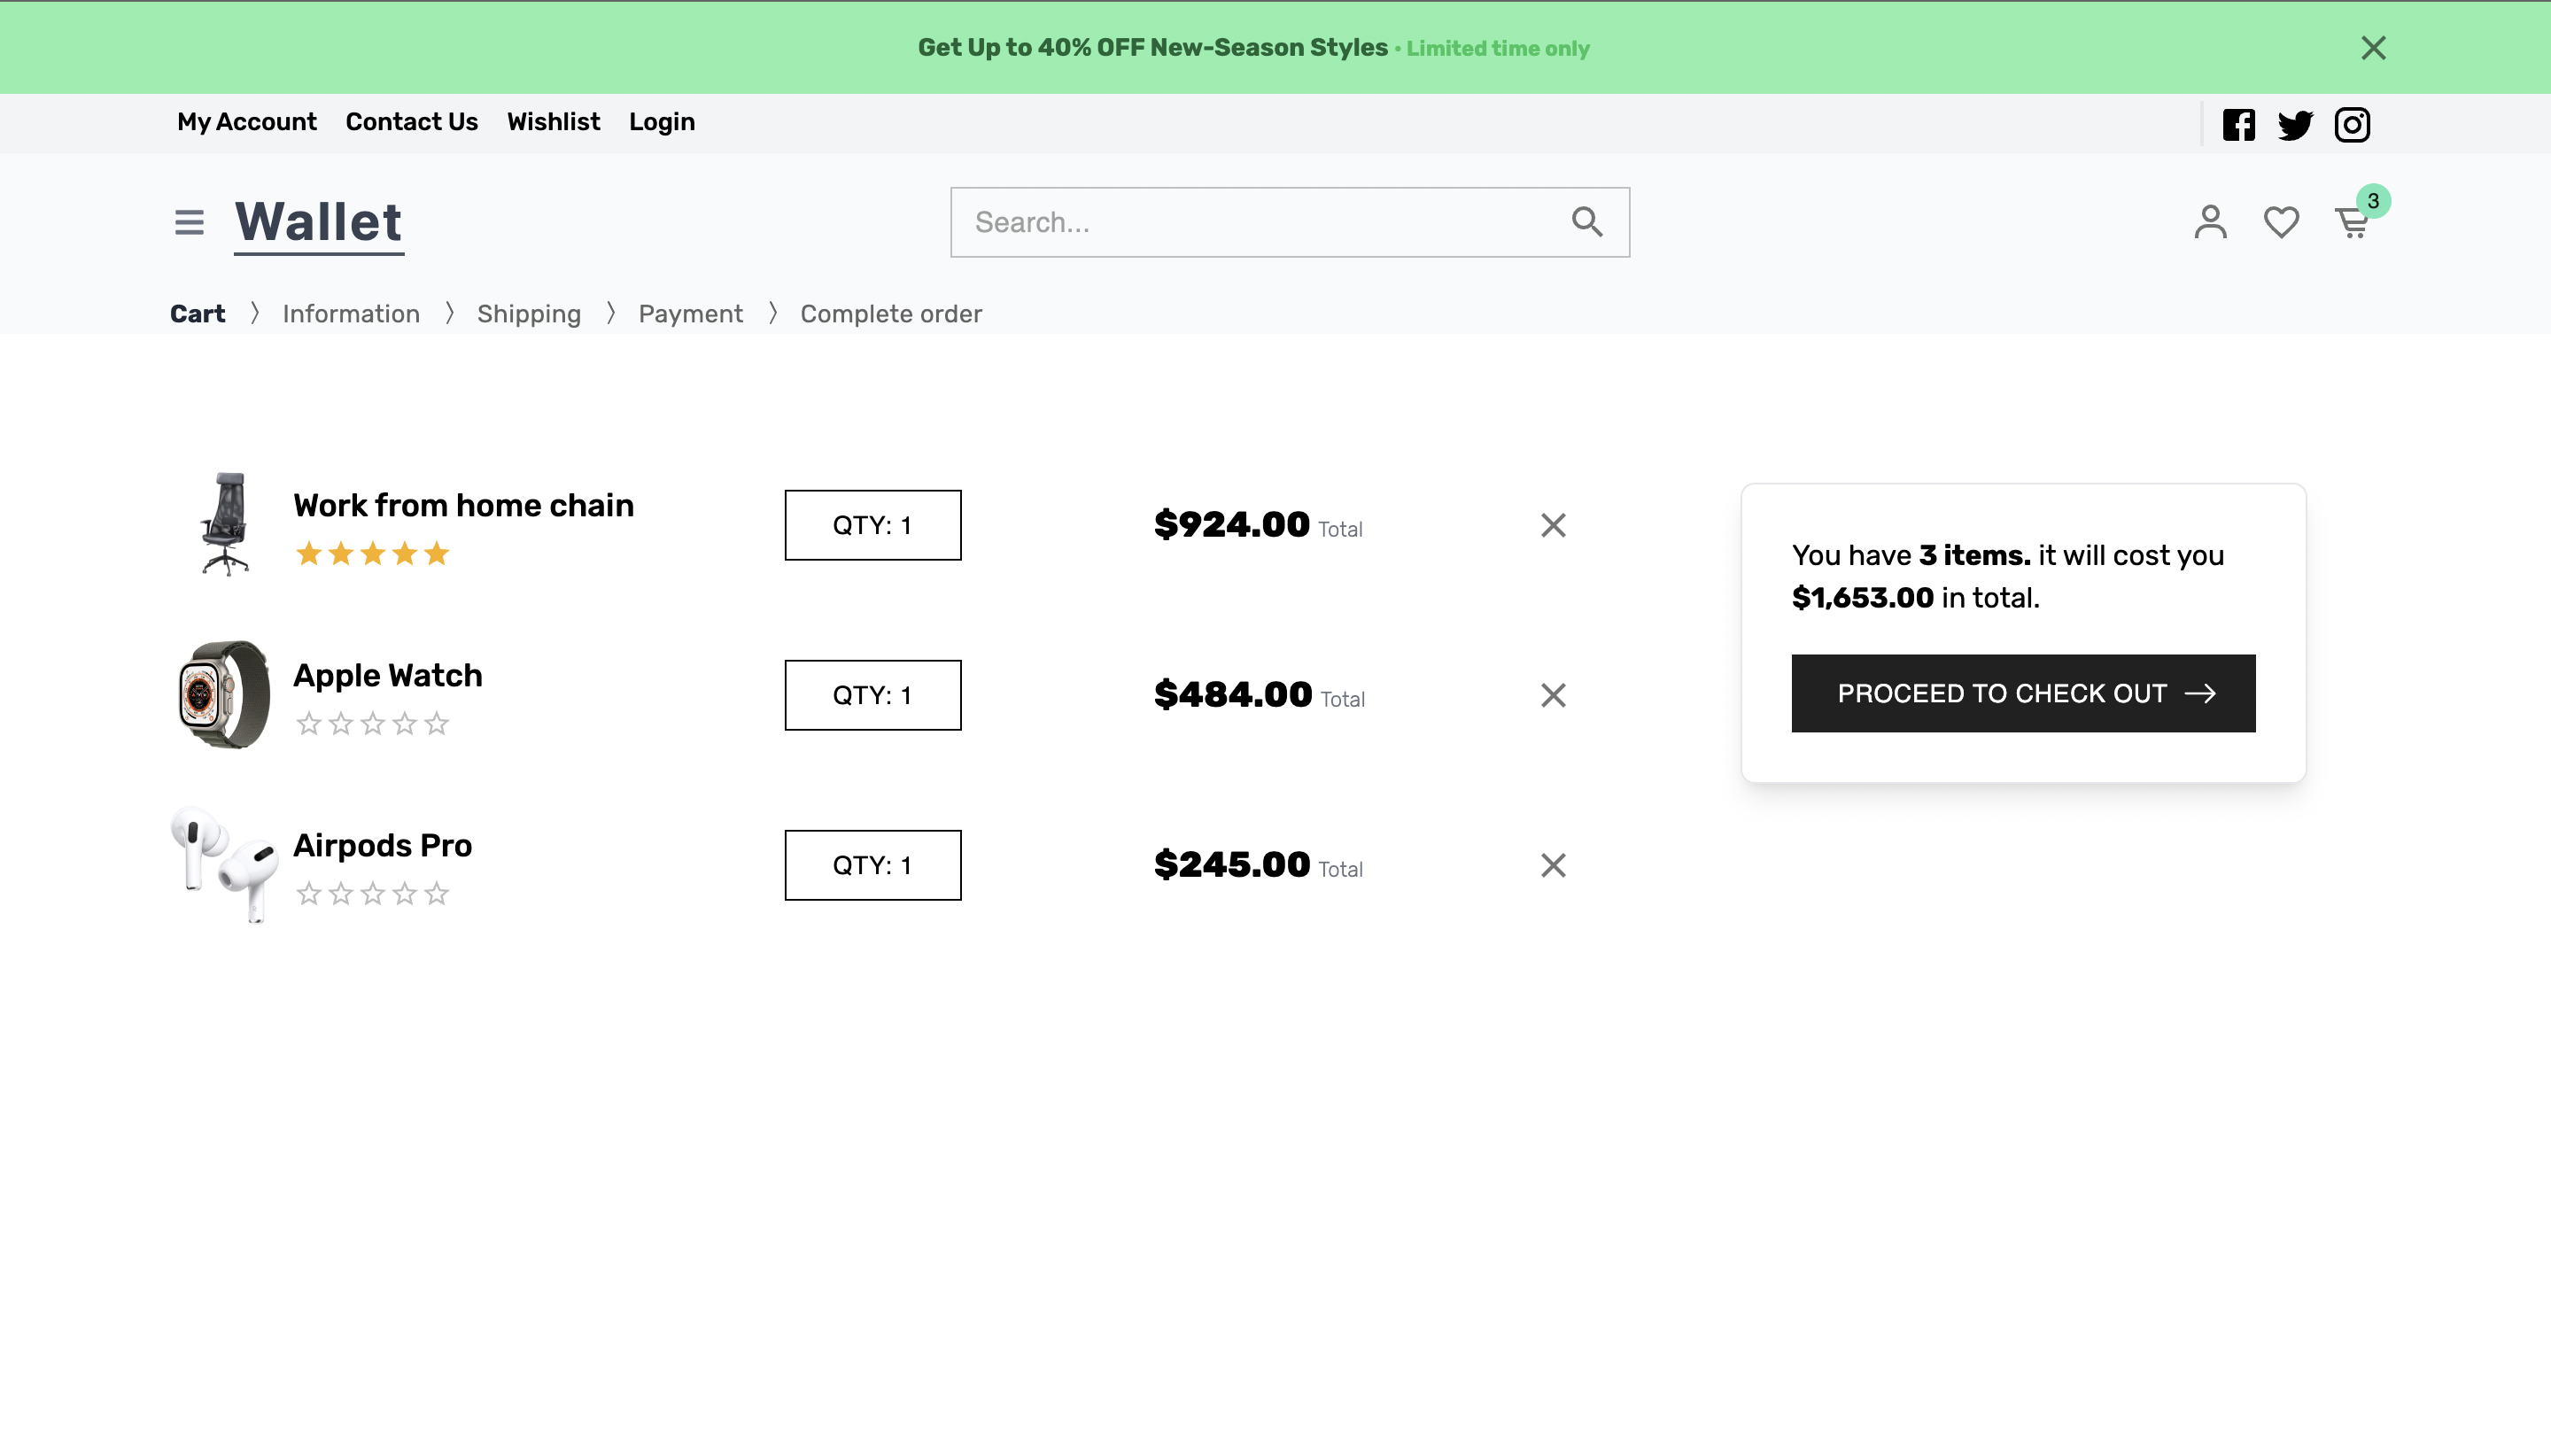 Get Up to 40% OFF New-Season Styles • Limited time only
My Account Contact Us Wishlist Login
Wallet
Search...
3
Cart 〉 Information 〉 Shipping 〉 Payment 〉 Complete order
Work from home chain
QTY: 1
$924.00 Total
Apple Watch
QTY: 1
$484.00 Total
Airpods Pro
QTY: 1
$245.00 Total
You have 3 items. it will cost you
$1,653.00 in total.
PROCEED TO CHECK OUT →